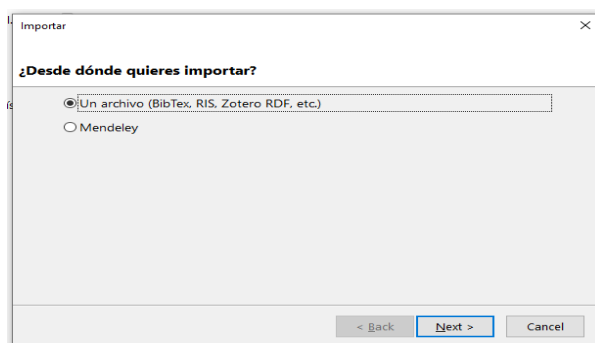 Importar
¿Desde dónde quieres importar?
Un archivo (BibTex, RIS, Zotero RDF, etc.)
Mendeley
< Back
Next >
Cancel